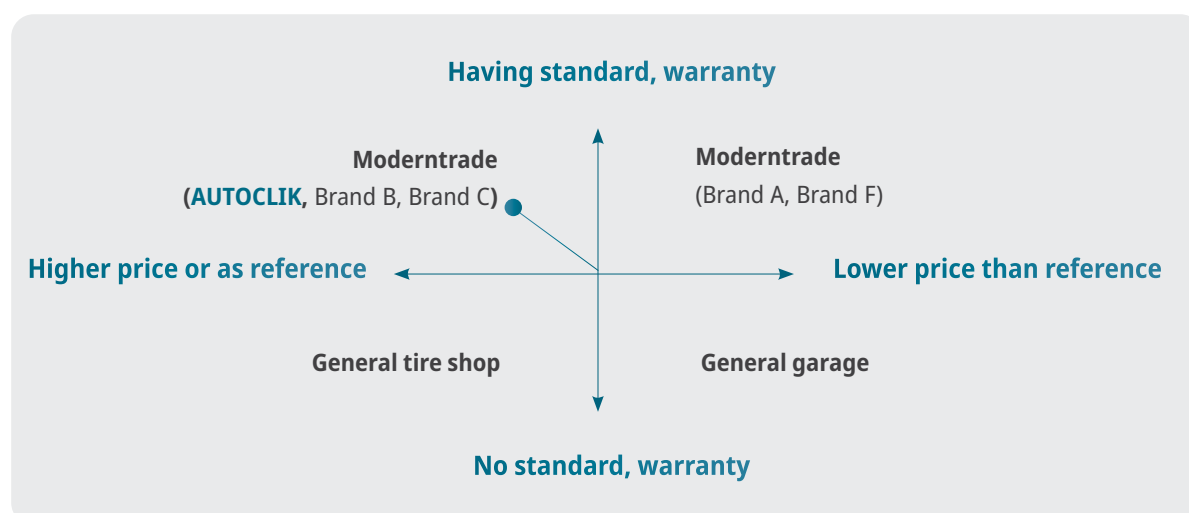 Having standard, warranty
Moderntrade
(AUTOCLIK, Brand B, Brand C)
Moderntrade
(Brand A, Brand F)
Higher price or as reference
Lower price than reference
General tire shop
General garage
No standard, warranty